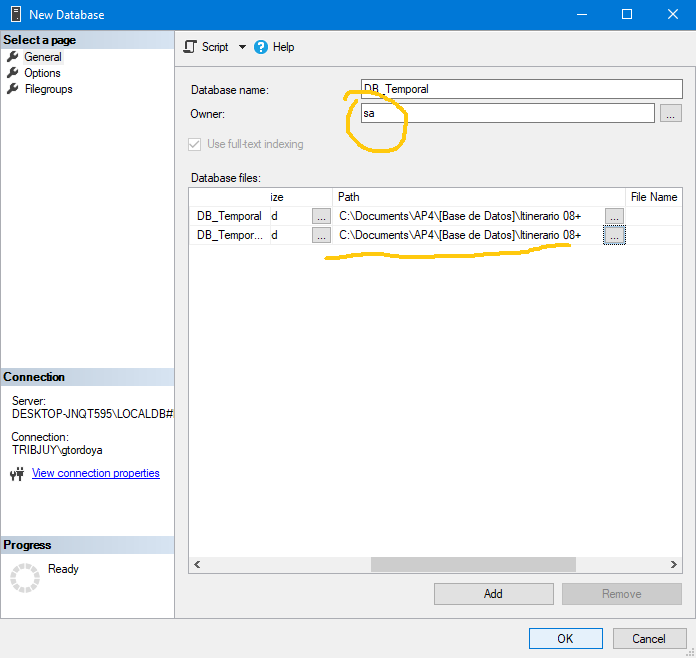 New Database
Select a page
General
Options
Filegroups
Script
Help
Database name:
DB_Temporal
Owner:
sa
...
Use full-text indexing
Database files:
ize
Path
File Name
DB_Temporal
d
...
C:\Documents\AP4\[Base de Datos]\Itinerario 08+
...
DB_Tempor...
d
...
C:\Documents\AP4\[Base de Datos]\Itinerario 08+
...
Connection
Server:
DESKTOP-JNQT595\LOCALDB#
Connection:
TRIBJUY\gtordoya
View connection properties
Progress
Ready
Add
Remove
OK
Cancel